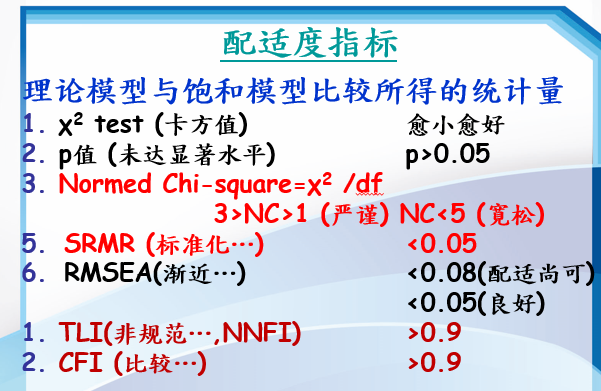 配适度指标
理论模型与饱和模型比较所得的统计量
1. χ² test (卡方值) 愈小愈好
2. p值 (未达显著水平) p>0.05
3. Normed Chi-square=χ² /df
3>NC>1 (严谨) NC<5 (宽松)
5. SRMR (标准化…) <0.05
6. RMSEA(渐近…) <0.08(配适尚可)
<0.05(良好)
1. TLI(非规范…,NNFI) >0.9
2. CFI (比较…) >0.9